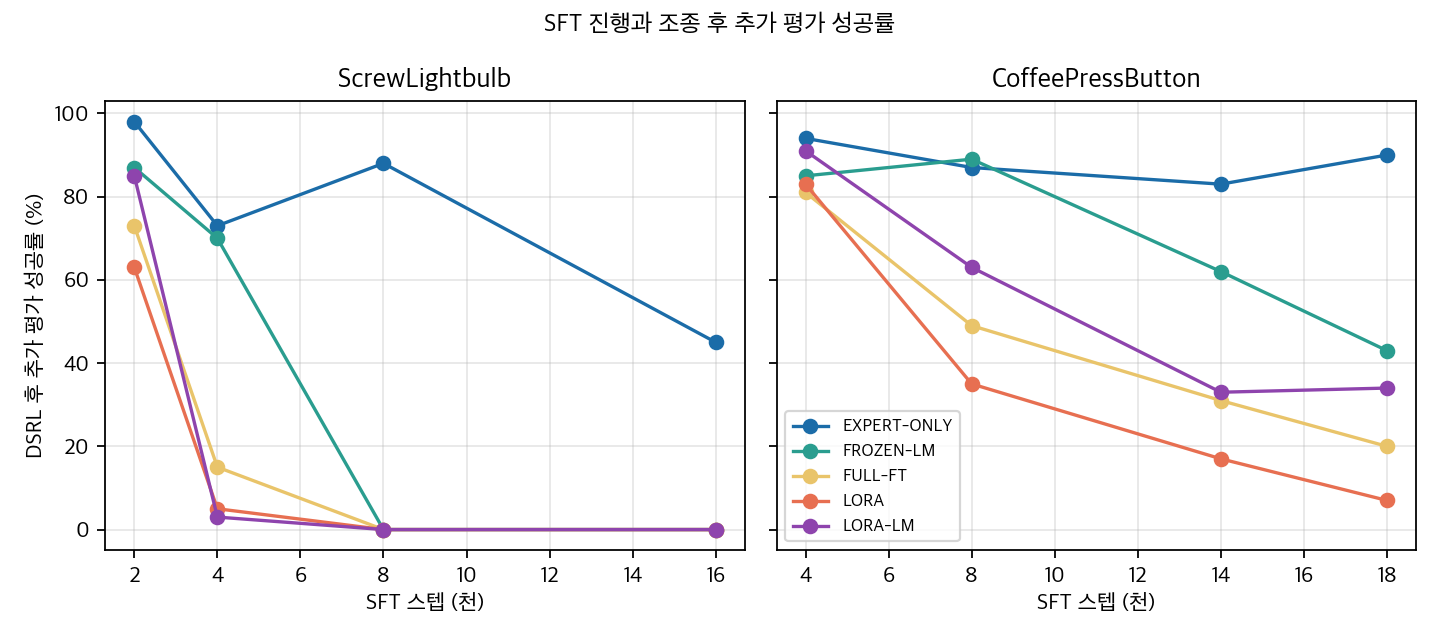 SFT 진행과 조종 후 추가 평가 성공률
ScrewLightbulb
CoffeePressButton
DSRL 후 추가 평가 성공률 (%)
100
80
60
40
20
0
2 4 6 8 10 12 14 16
SFT 스텝 (천)
EXPERT-ONLY
FROZEN-LM
FULL-FT
LORA
LORA-LM
4 6 8 10 12 14 16 18
SFT 스텝 (천)